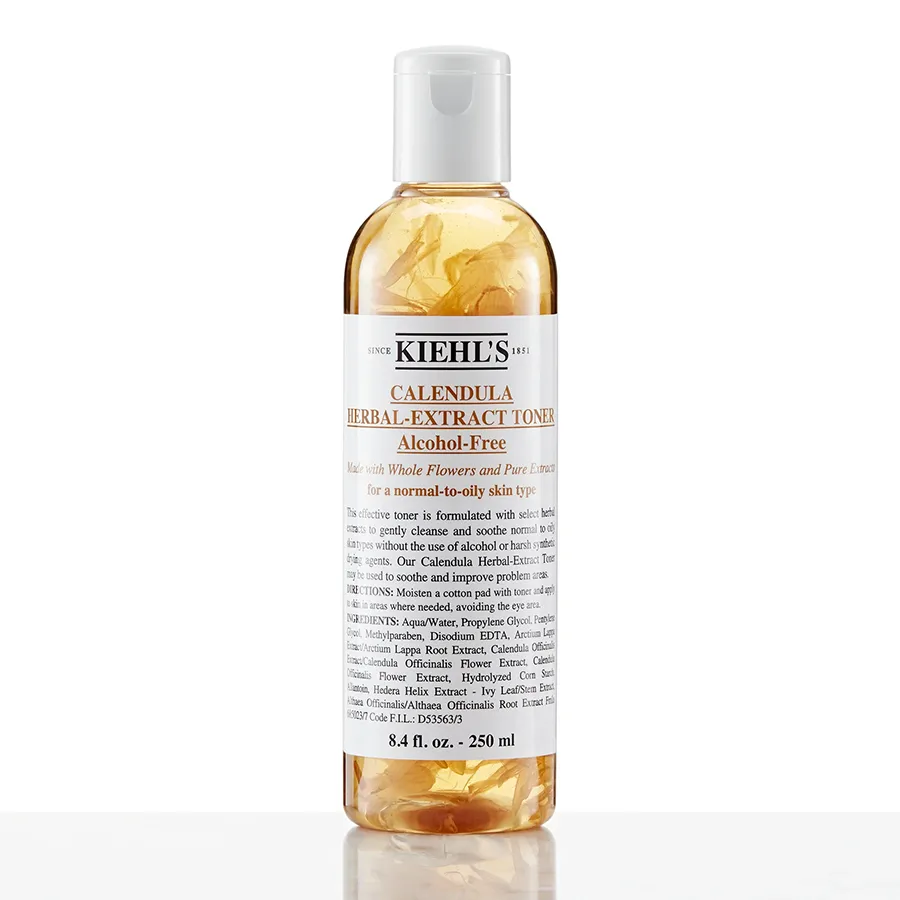 SINCE KIEHL'S 1851
CALENDULA
HERBAL-EXTRACT TONER
Alcohol-Free
Made with Whole Flowers and Pure Extracts
for a normal-to-oily skin type
This effective toner is formulated with select herbal
extracts to gently cleanse and soothe normal to oily
skin types without the use of alcohol or harsh synthetic
drying agents. Our Calendula Herbal-Extract Toner
may be used to soothe and improve problem areas.
DIRECTIONS: Moisten a cotton pad with toner and apply
to skin in areas where needed, avoiding the eye area.
INGREDIENTS: Aqua/Water, Propylene Glycol, Pentylene
Glycol, Methylparaben, Disodium EDTA, Arctium Lappa
Extract/Arctium Lappa Root Extract, Calendula Officinalis
Extract/Calendula Officinalis Flower Extract, Calendula
Officinalis Flower Extract, Hydrolyzed Corn Starch,
Allantoin, Hedera Helix Extract - Ivy Leaf/Stem Extract,
Althaea Officinalis/Althaea Officinalis Root Extract
Code F.I.L.: D53563/3
8.4 fl. oz. - 250 ml